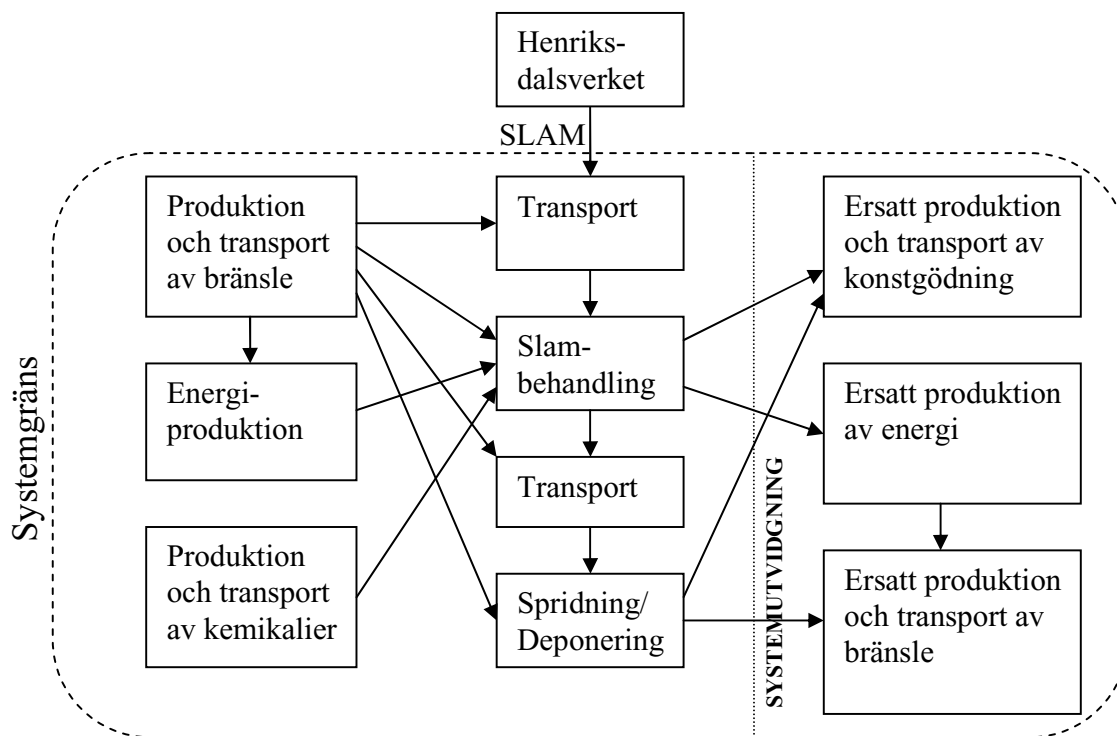 Henriks-
dalsverket
SLAM
Systemgräns
Produktion
och transport
av bränsle
Energi-
produktion
Produktion
och transport
av kemikalier
Transport
Slam-
behandling
Transport
Spridning/
Deponering
SYSTEMUTVIDGNING
Ersatt produktion
och transport av
konstgödning
Ersatt produktion
av energi
Ersatt produktion
och transport av
bränsle